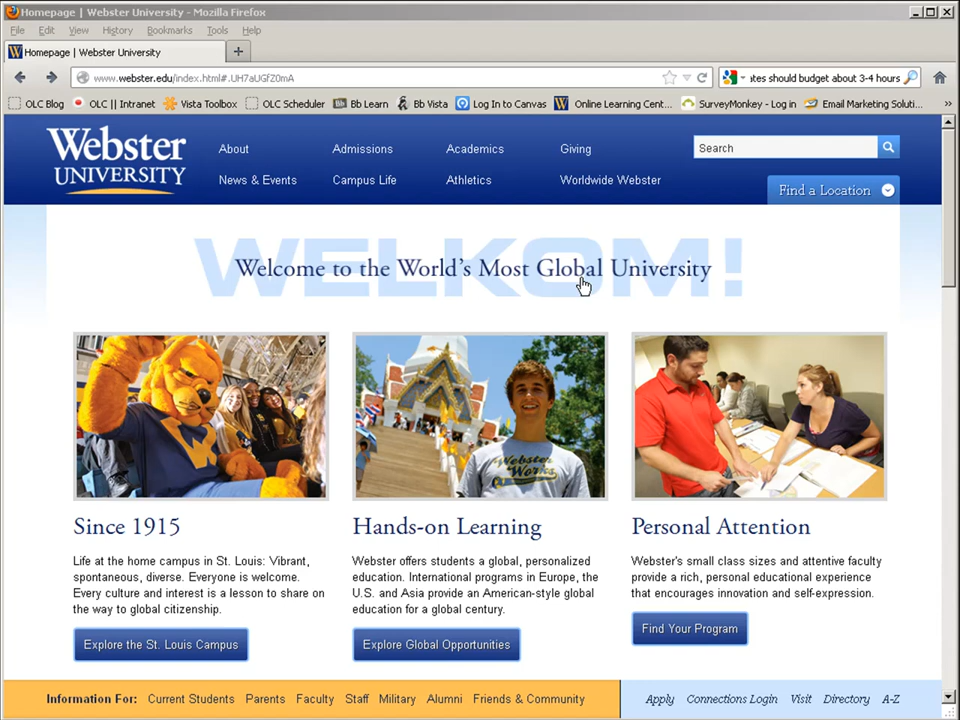 Homepage | Webster University - Mozilla Firefox
File Edit View History Bookmarks Tools Help
Homepage | Webster University
www.webster.edu/index.html#.UH7aUGfZ0mA
ites should budget about 3-4 hours
OLC Blog OLC || Intranet Vista Toolbox OLC Scheduler Bb Learn Bb Vista Log In to Canvas Online Learning Cent... SurveyMonkey - Log in Email Marketing Soluti... »
Webster
UNIVERSITY
About Admissions Academics Giving
Search
News & Events Campus Life Athletics Worldwide Webster
Find a Location
WELKOM!
Welcome to the World's Most Global University
Webster
Works
Since 1915
Life at the home campus in St. Louis: Vibrant,
spontaneous, diverse. Everyone is welcome.
Every culture and interest is a lesson to share on
the way to global citizenship.
Explore the St. Louis Campus
Hands-on Learning
Webster offers students a global, personalized
education. International programs in Europe, the
U.S. and Asia provide an American-style global
education for a global century.
Explore Global Opportunities
Personal Attention
Webster's small class sizes and attentive faculty
provide a rich, personal educational experience
that encourages innovation and self-expression.
Find Your Program
Information For: Current Students Parents Faculty Staff Military Alumni Friends & Community
Apply Connections Login Visit Directory A-Z